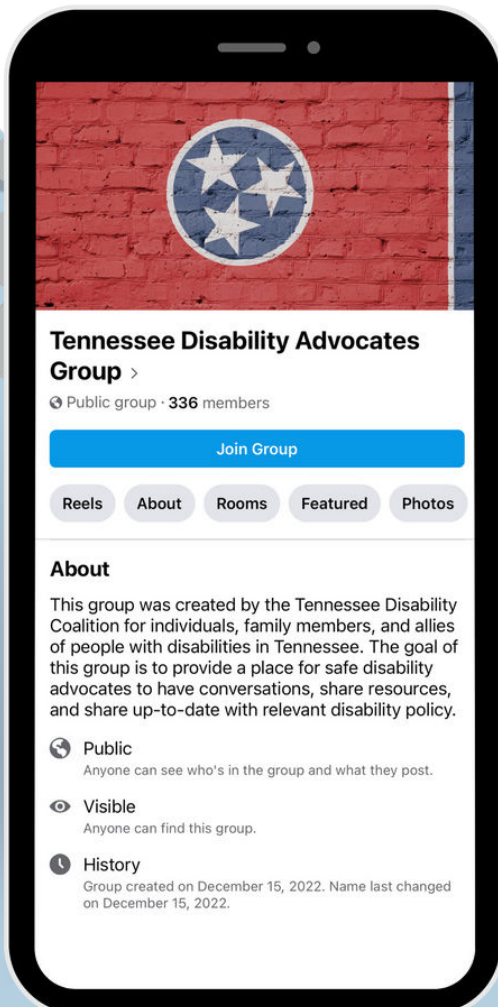 Tennessee Disability Advocates
Group >
Public group · 336 members
Join Group
Reels About Rooms Featured Photos
About
This group was created by the Tennessee Disability
Coalition for individuals, family members, and allies
of people with disabilities in Tennessee. The goal of
this group is to provide a place for safe disability
advocates to have conversations, share resources,
and share up-to-date with relevant disability policy.
Public
Anyone can see who's in the group and what they post.
Visible
Anyone can find this group.
History
Group created on December 15, 2022. Name last changed
on December 15, 2022.